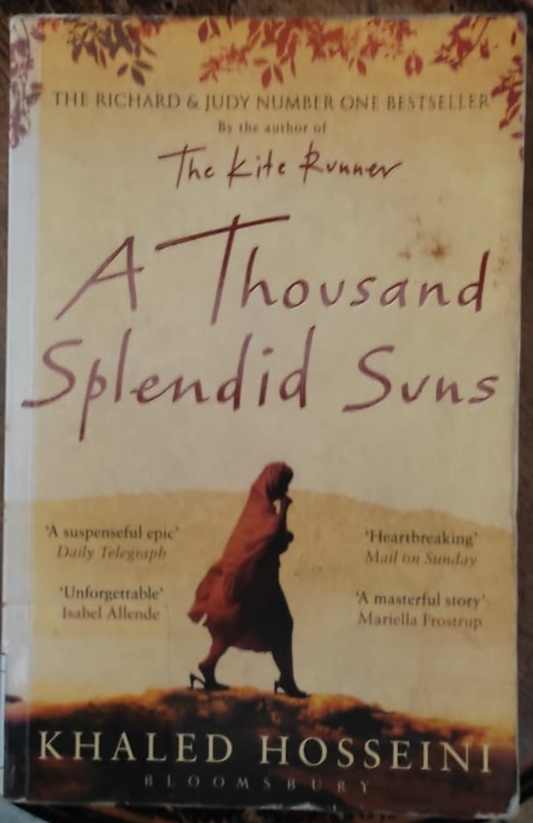 THE RICHARD & JUDY NUMBER ONE BESTSELLER
By the author of
The Kite Runner
A Thousand
Splendid Suns
'A suspenseful epic'
Daily Telegraph
'Unforgettable'
Isabel Allende
'Heartbreaking'
Mail on Sunday
'A masterful story'
Mariella Frostrup
KHALED HOSSEINI
BLOOMSBURY